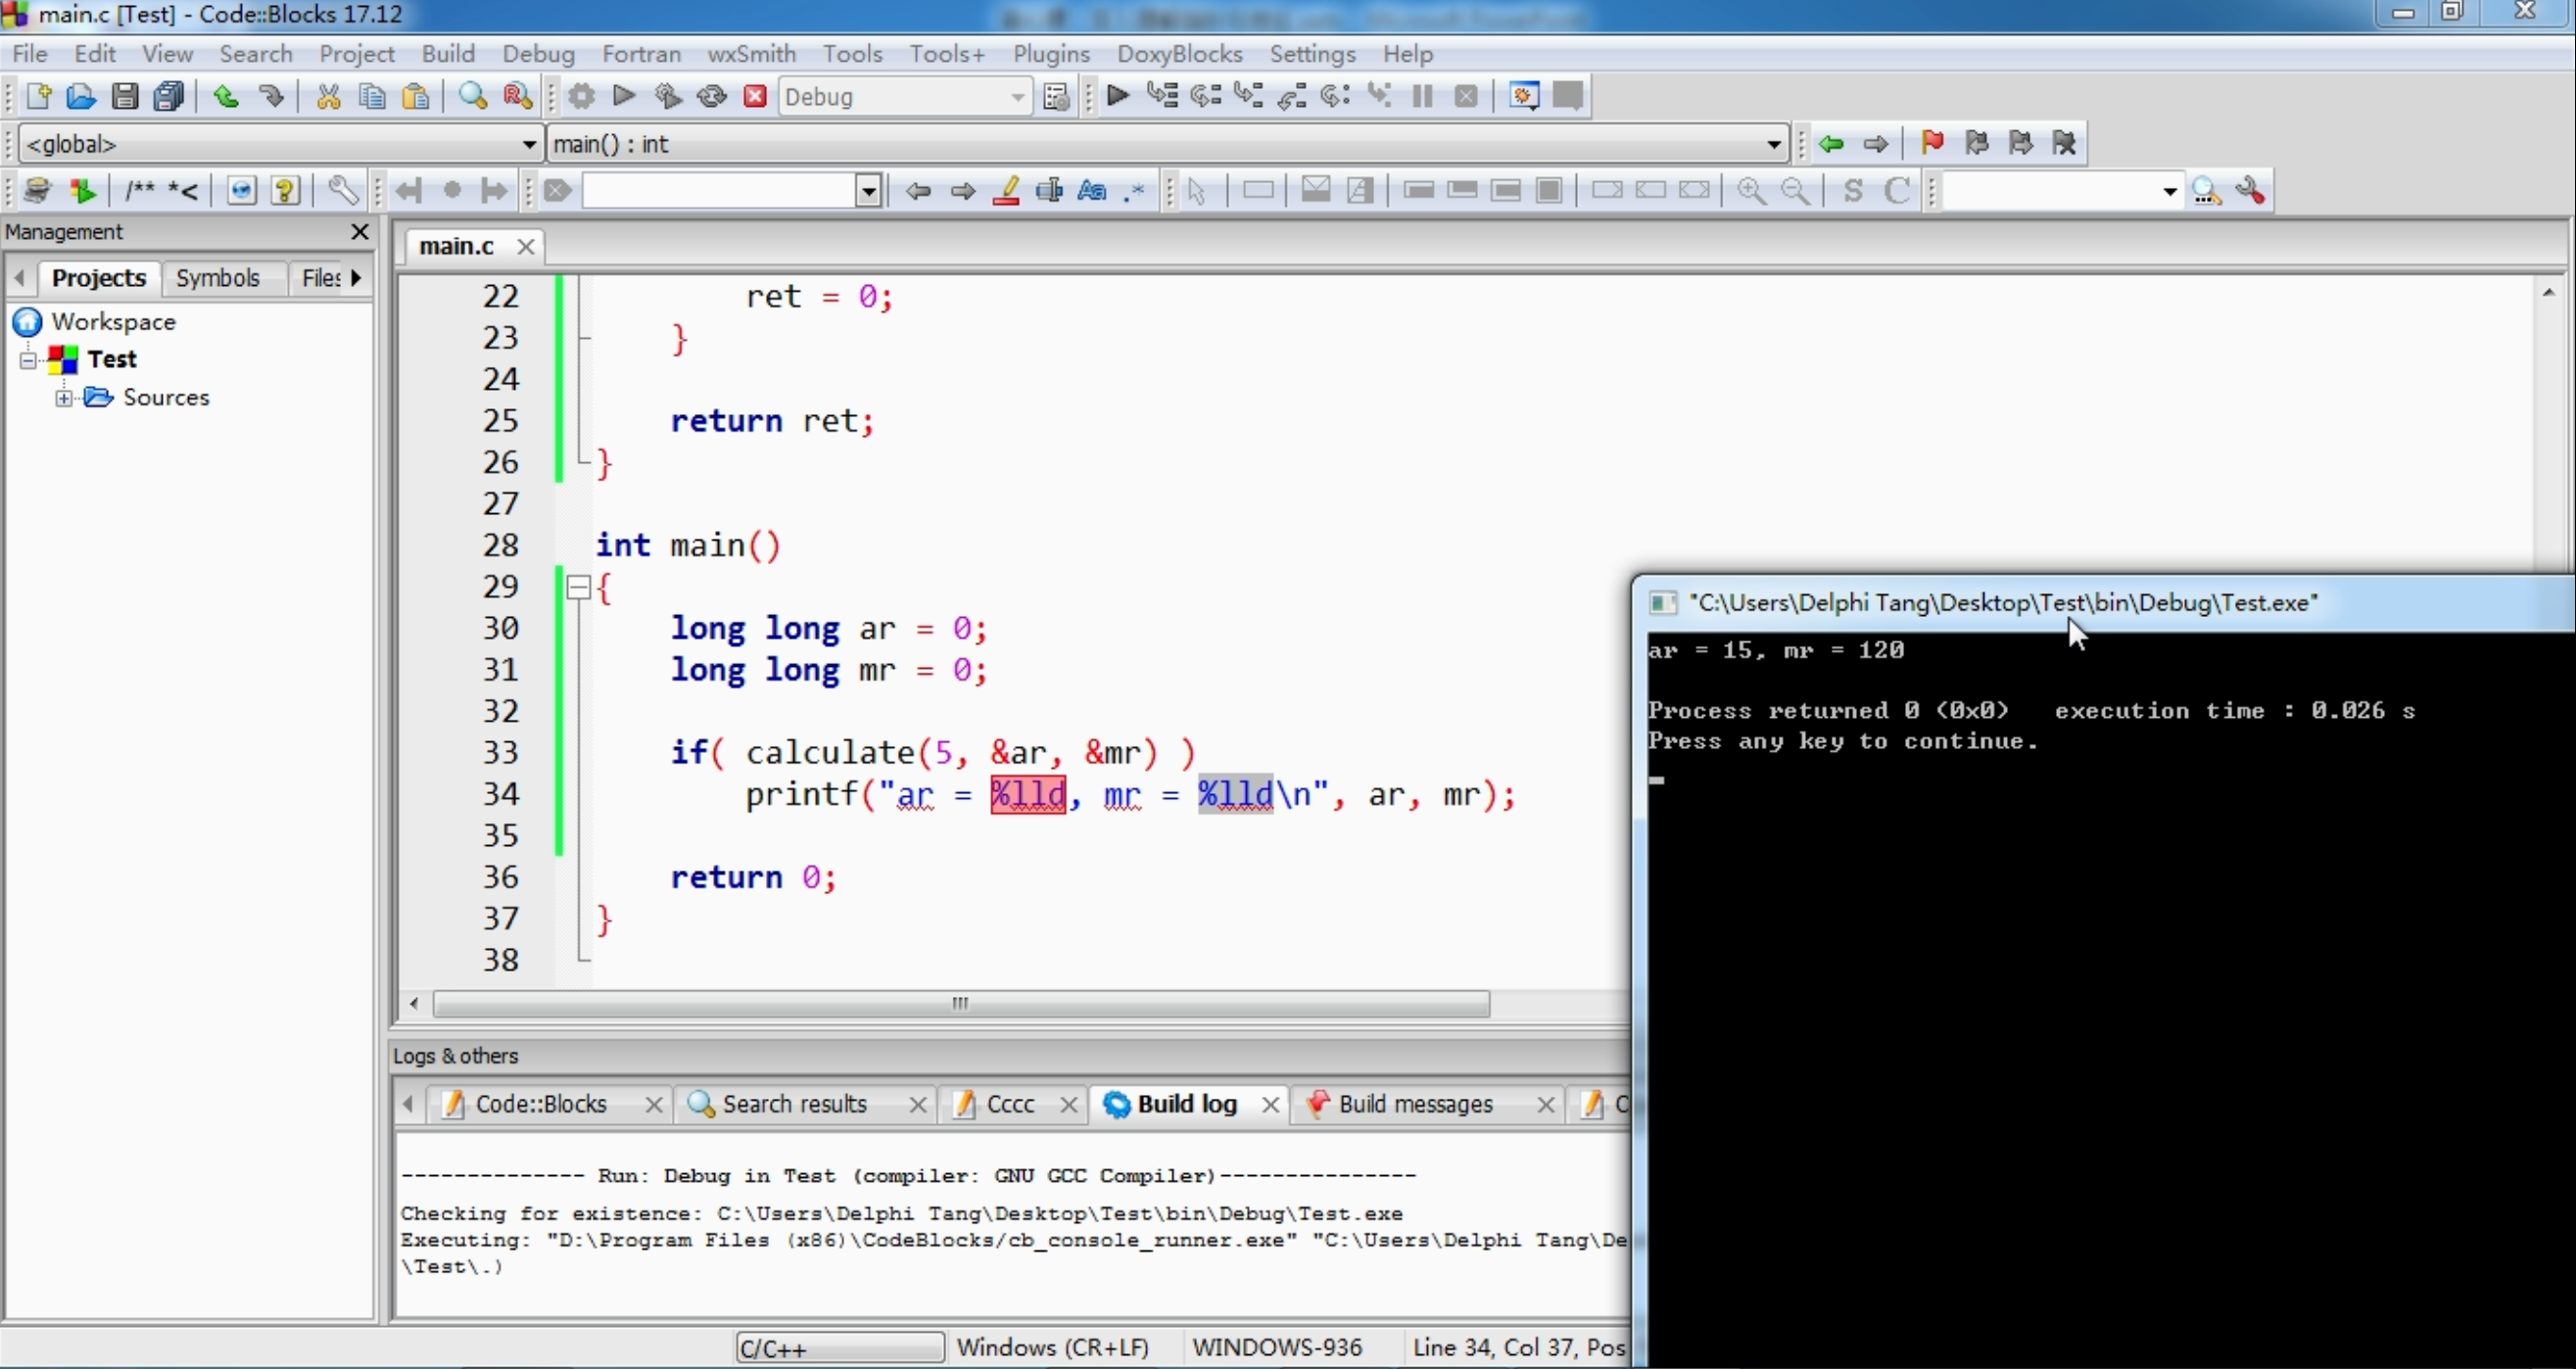 main.c [Test] - Code::Blocks 17.12
File Edit View Search Project Build Debug Fortran wxSmith Tools Tools+ Plugins DoxyBlocks Settings Help
Debug
<global> main() : int
/** *<
Management
main.c
Projects Symbols Files
Workspace
Test
Sources
22 ret = 0;
23 }
24
25 return ret;
26 }
27
28 int main()
29 {
30 long long ar = 0;
31 long long mr = 0;
32
33 if( calculate(5, &ar, &mr) )
34 printf("ar = %lld, mr = %lld\n", ar, mr);
35
36 return 0;
37 }
38
"C:\Users\Delphi Tang\Desktop\Test\bin\Debug\Test.exe"
ar = 15, mr = 120
Process returned 0 (0x0) execution time : 0.026 s
Press any key to continue.
Logs & others
Code::Blocks Search results Cccc Build log Build messages C
-------------- Run: Debug in Test (compiler: GNU GCC Compiler)---------------
Checking for existence: C:\Users\Delphi Tang\Desktop\Test\bin\Debug\Test.exe
Executing: "D:\Program Files (x86)\CodeBlocks/cb_console_runner.exe" "C:\Users\Delphi Tang\De
\Test\.)
C/C++ Windows (CR+LF) WINDOWS-936 Line 34, Col 37, Pos